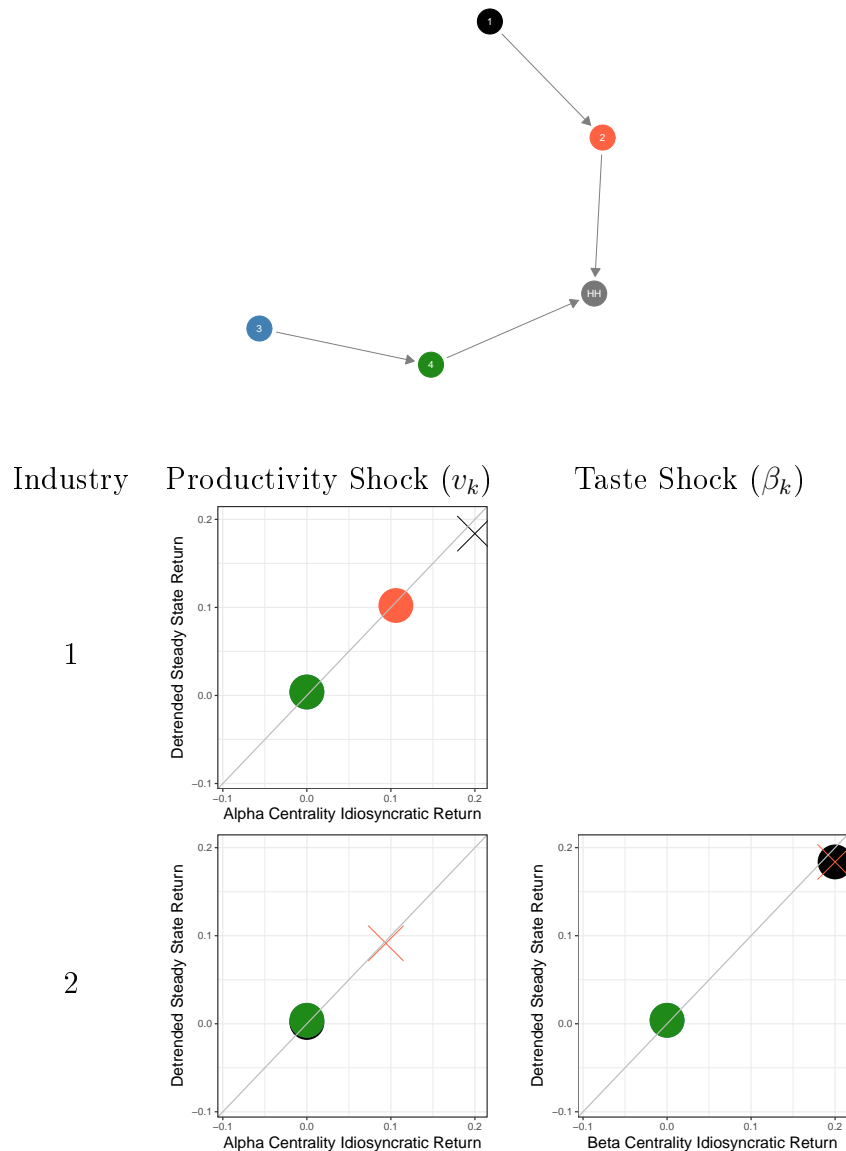 1
2
HH
3
4
Industry Productivity Shock (v_k) Taste Shock (β_k)
1
Detrended Steady State Return
0.2
0.1
0.0
−0.1
−0.1 0.0 0.1 0.2
Alpha Centrality Idiosyncratic Return
2
Detrended Steady State Return
0.2
0.1
0.0
−0.1
−0.1 0.0 0.1 0.2
Alpha Centrality Idiosyncratic Return
Detrended Steady State Return
0.2
0.1
0.0
−0.1
−0.1 0.0 0.1 0.2
Beta Centrality Idiosyncratic Return